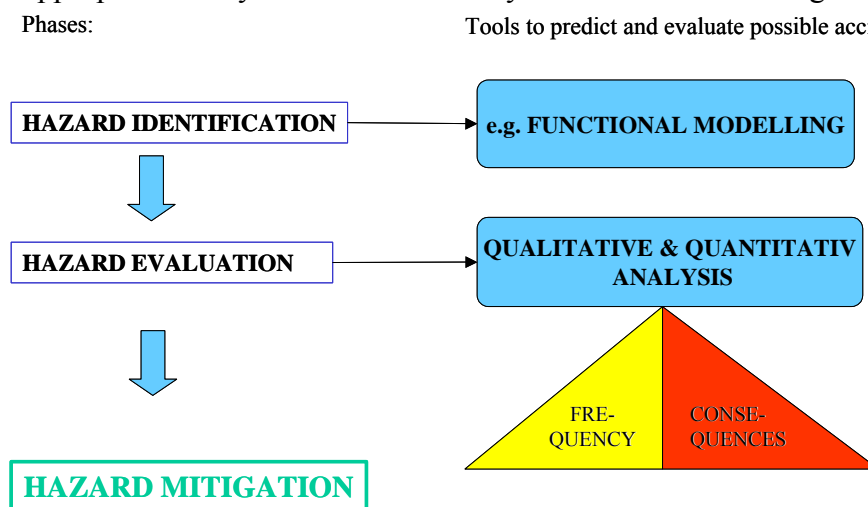 Phases:
Tools to predict and evaluate possible acc
HAZARD IDENTIFICATION
e.g. FUNCTIONAL MODELLING
HAZARD EVALUATION
QUALITATIVE & QUANTITATIV
ANALYSIS
FRE-
QUENCY
CONSE-
QUENCES
HAZARD MITIGATION